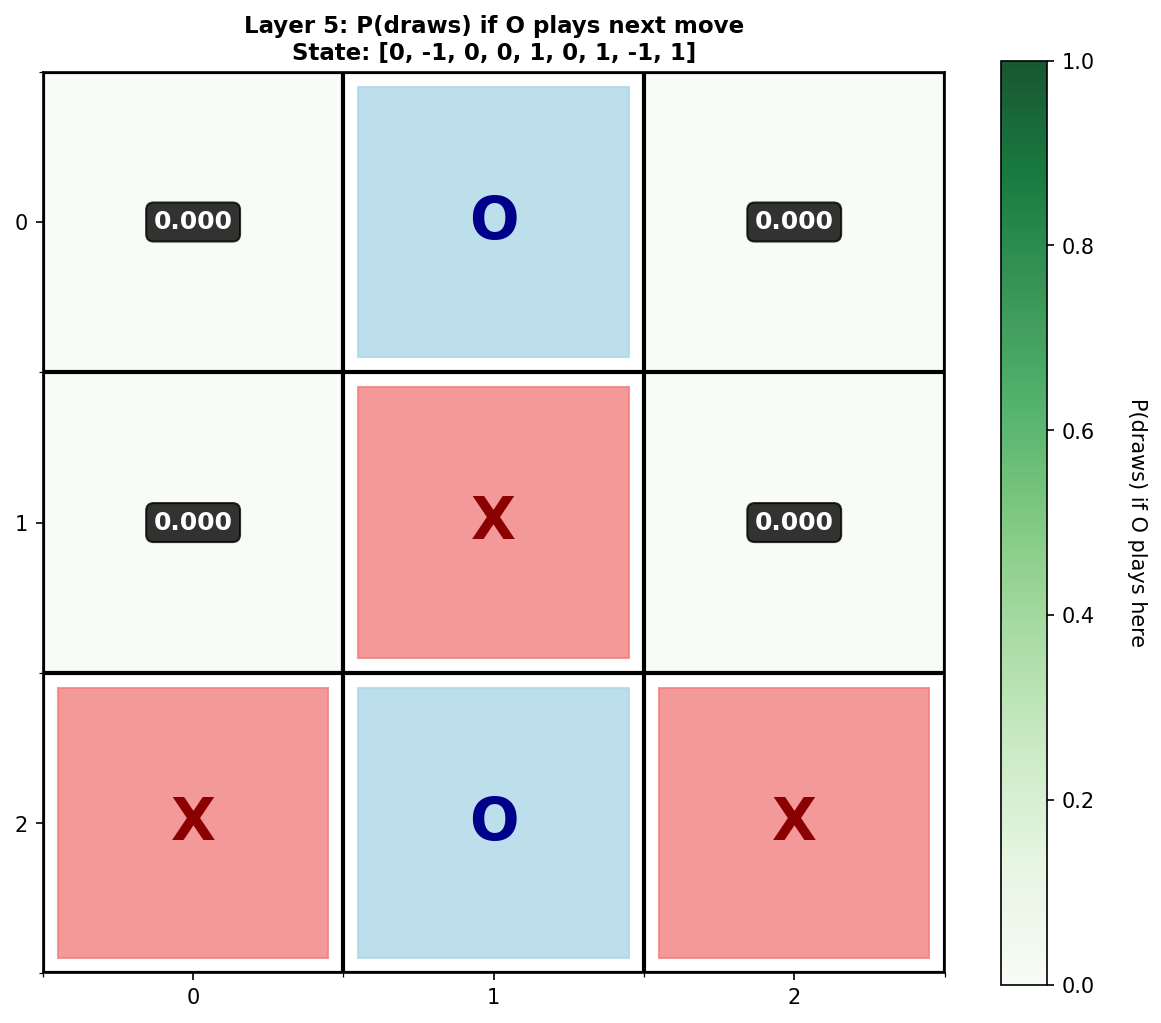 Layer 5: P(draws) if O plays next move
State: [0, -1, 0, 0, 1, 0, 1, -1, 1]
0.000 O 0.000
0
0.000 X 0.000
1
X O X
2
0 1 2
1.0
0.8
0.6
0.4
0.2
0.0
P(draws) if O plays here